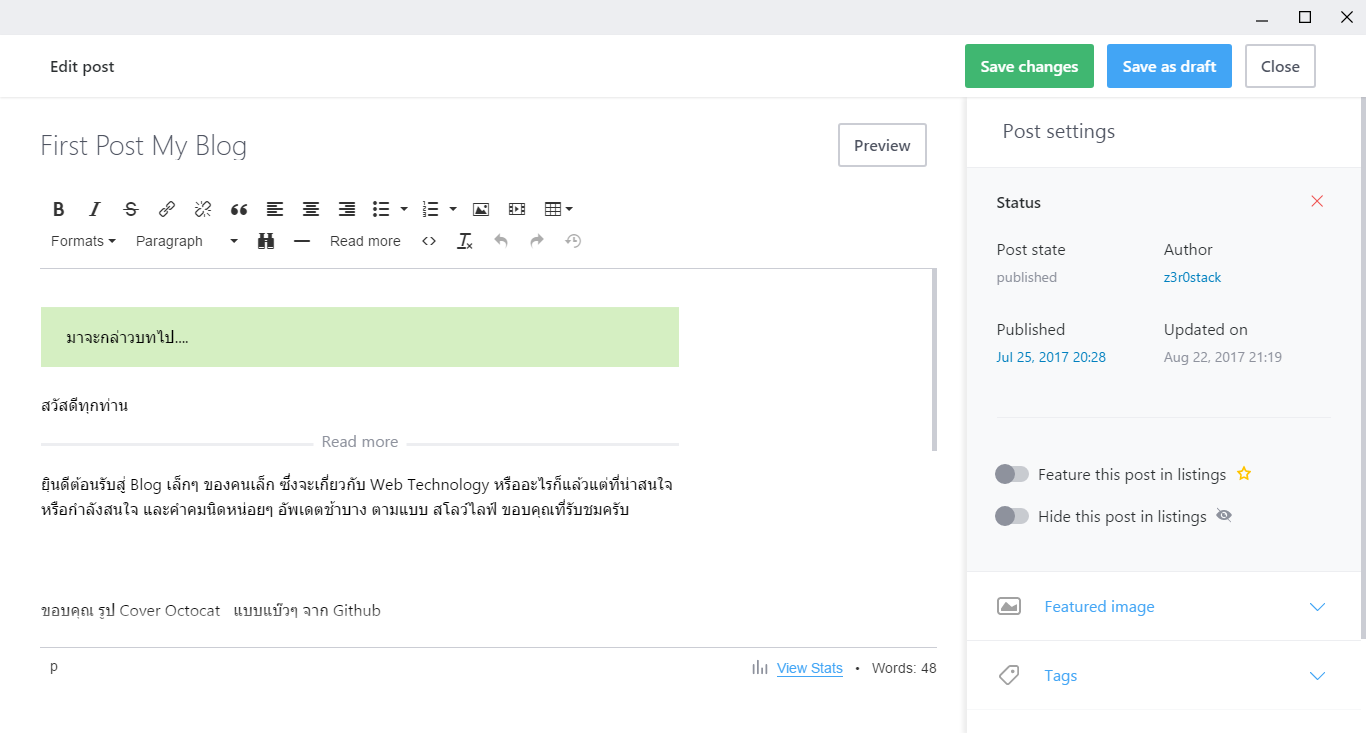 Edit post
Save changes
Save as draft
Close
First Post My Blog
Preview
Formats
Paragraph
Read more
มาจะกล่าวบทไป....
สวัสดีทุกท่าน
Read more
ยินดีต้อนรับสู่ Blog เล็กๆ ของคนเล็ก ซึ่งจะเกี่ยวกับ Web Technology หรืออะไรก็แล้วแต่ที่น่าสนใจ
หรือกำลังสนใจ และคำคมนิดหน่อยๆ อัพเดตช้าบาง ตามแบบ สโลว์ไลฟ์ ขอบคุณที่รับชมครับ
ขอบคุณ รูป Cover Octocat แบบแบ๊วๆ จาก Github
p
View Stats • Words: 48
Post settings
Status
Post state
Author
published
z3r0stack
Published
Updated on
Jul 25, 2017 20:28
Aug 22, 2017 21:19
Feature this post in listings
Hide this post in listings
Featured image
Tags